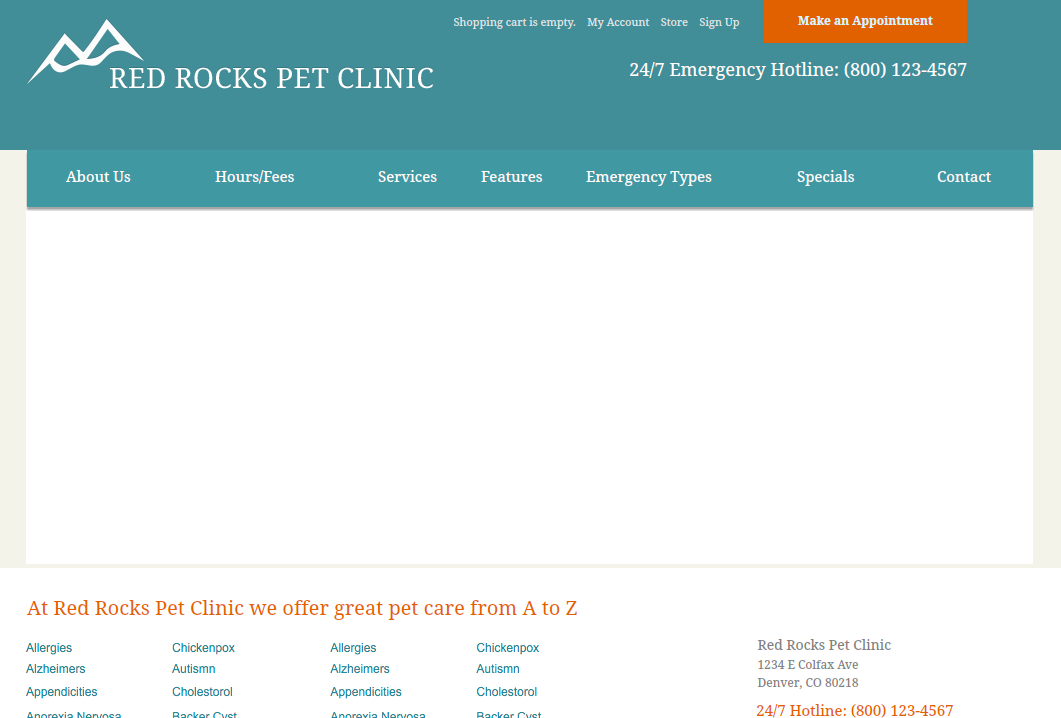 Shopping cart is empty. My Account Store Sign Up Make an Appointment
RED ROCKS PET CLINIC
24/7 Emergency Hotline: (800) 123-4567
About Us Hours/Fees Services Features Emergency Types Specials Contact
At Red Rocks Pet Clinic we offer great pet care from A to Z
Allergies Chickenpox Allergies Chickenpox
Alzheimers Autismn Alzheimers Autismn
Appendicities Cholestorol Appendicities Cholestorol
Anorexia Nervosa Backer Cyst Anorexia Nervosa Backer Cyst
Red Rocks Pet Clinic
1234 E Colfax Ave
Denver, CO 80218
24/7 Hotline: (800) 123-4567